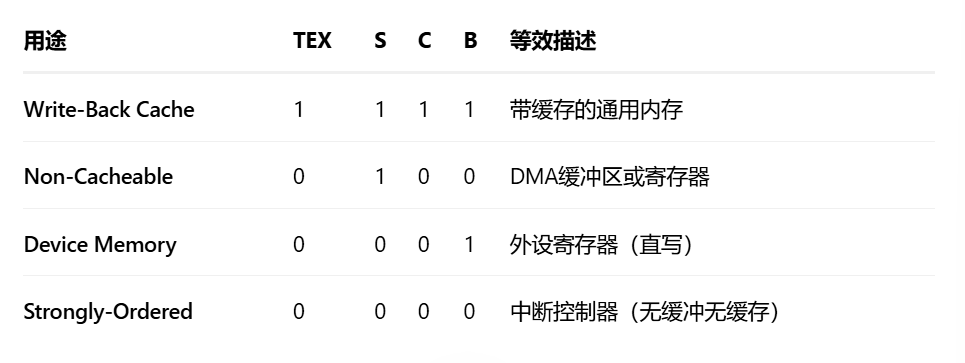 用途 TEX S C B 等效描述
Write-Back Cache 1 1 1 1 带缓存的通用内存
Non-Cacheable 0 1 0 0 DMA缓冲区或寄存器
Device Memory 0 0 0 1 外设寄存器（直写）
Strongly-Ordered 0 0 0 0 中断控制器（无缓冲无缓存）